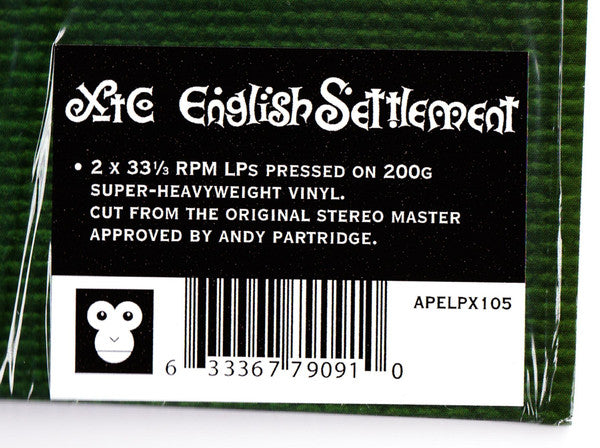 XTC English Settlement
• 2 x 33⅓ RPM LPs PRESSED ON 200G
SUPER-HEAVYWEIGHT VINYL.
CUT FROM THE ORIGINAL STEREO MASTER
APPROVED BY ANDY PARTRIDGE.
APELPX105
6 33367 79091 0